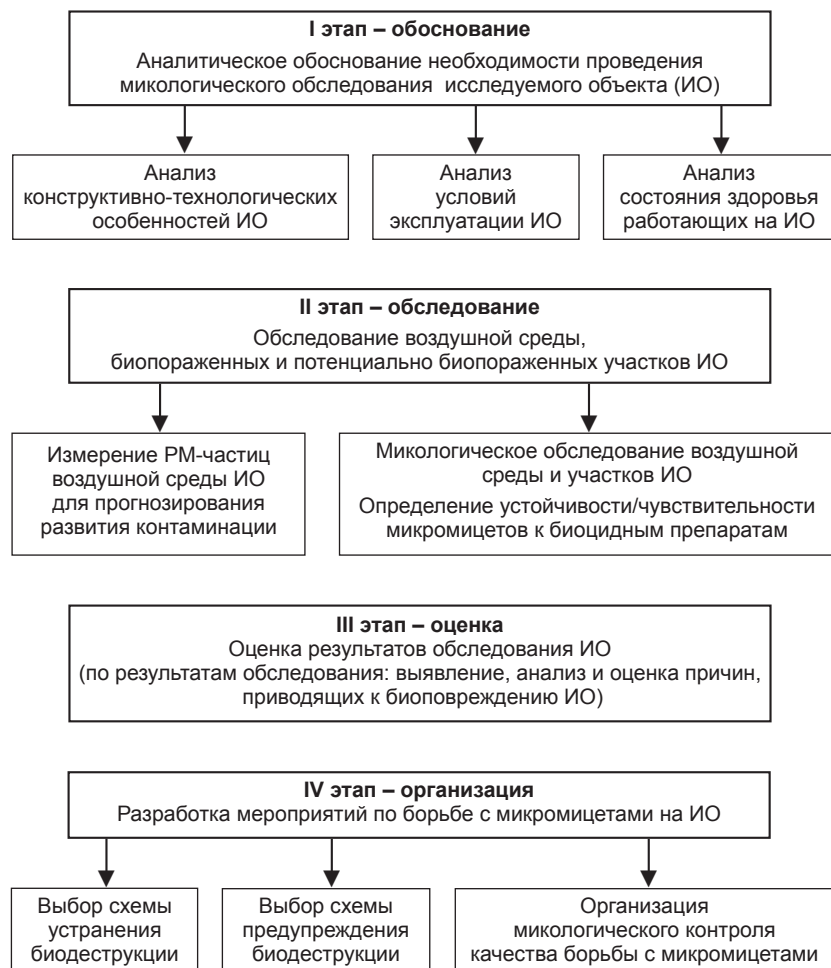 I этап – обоснование
Аналитическое обоснование необходимости проведения
микологического обследования исследуемого объекта (ИО)
Анализ
конструктивно-технологических
особенностей ИО
Анализ
условий
эксплуатации ИО
Анализ
состояния здоровья
работающих на ИО
II этап – обследование
Обследование воздушной среды,
биопораженных и потенциально биопораженных участков ИО
Измерение РМ-частиц
воздушной среды ИО
для прогнозирования
развития контаминации
Микологическое обследование воздушной
среды и участков ИО
Определение устойчивости/чувствительности
микромицетов к биоцидным препаратам
III этап – оценка
Оценка результатов обследования ИО
(по результатам обследования: выявление, анализ и оценка причин,
приводящих к биоповреждению ИО)
IV этап – организация
Разработка мероприятий по борьбе с микромицетами на ИО
Выбор схемы
устранения
биодеструкции
Выбор схемы
предупреждения
биодеструкции
Организация
микологического контроля
качества борьбы с микромицетами